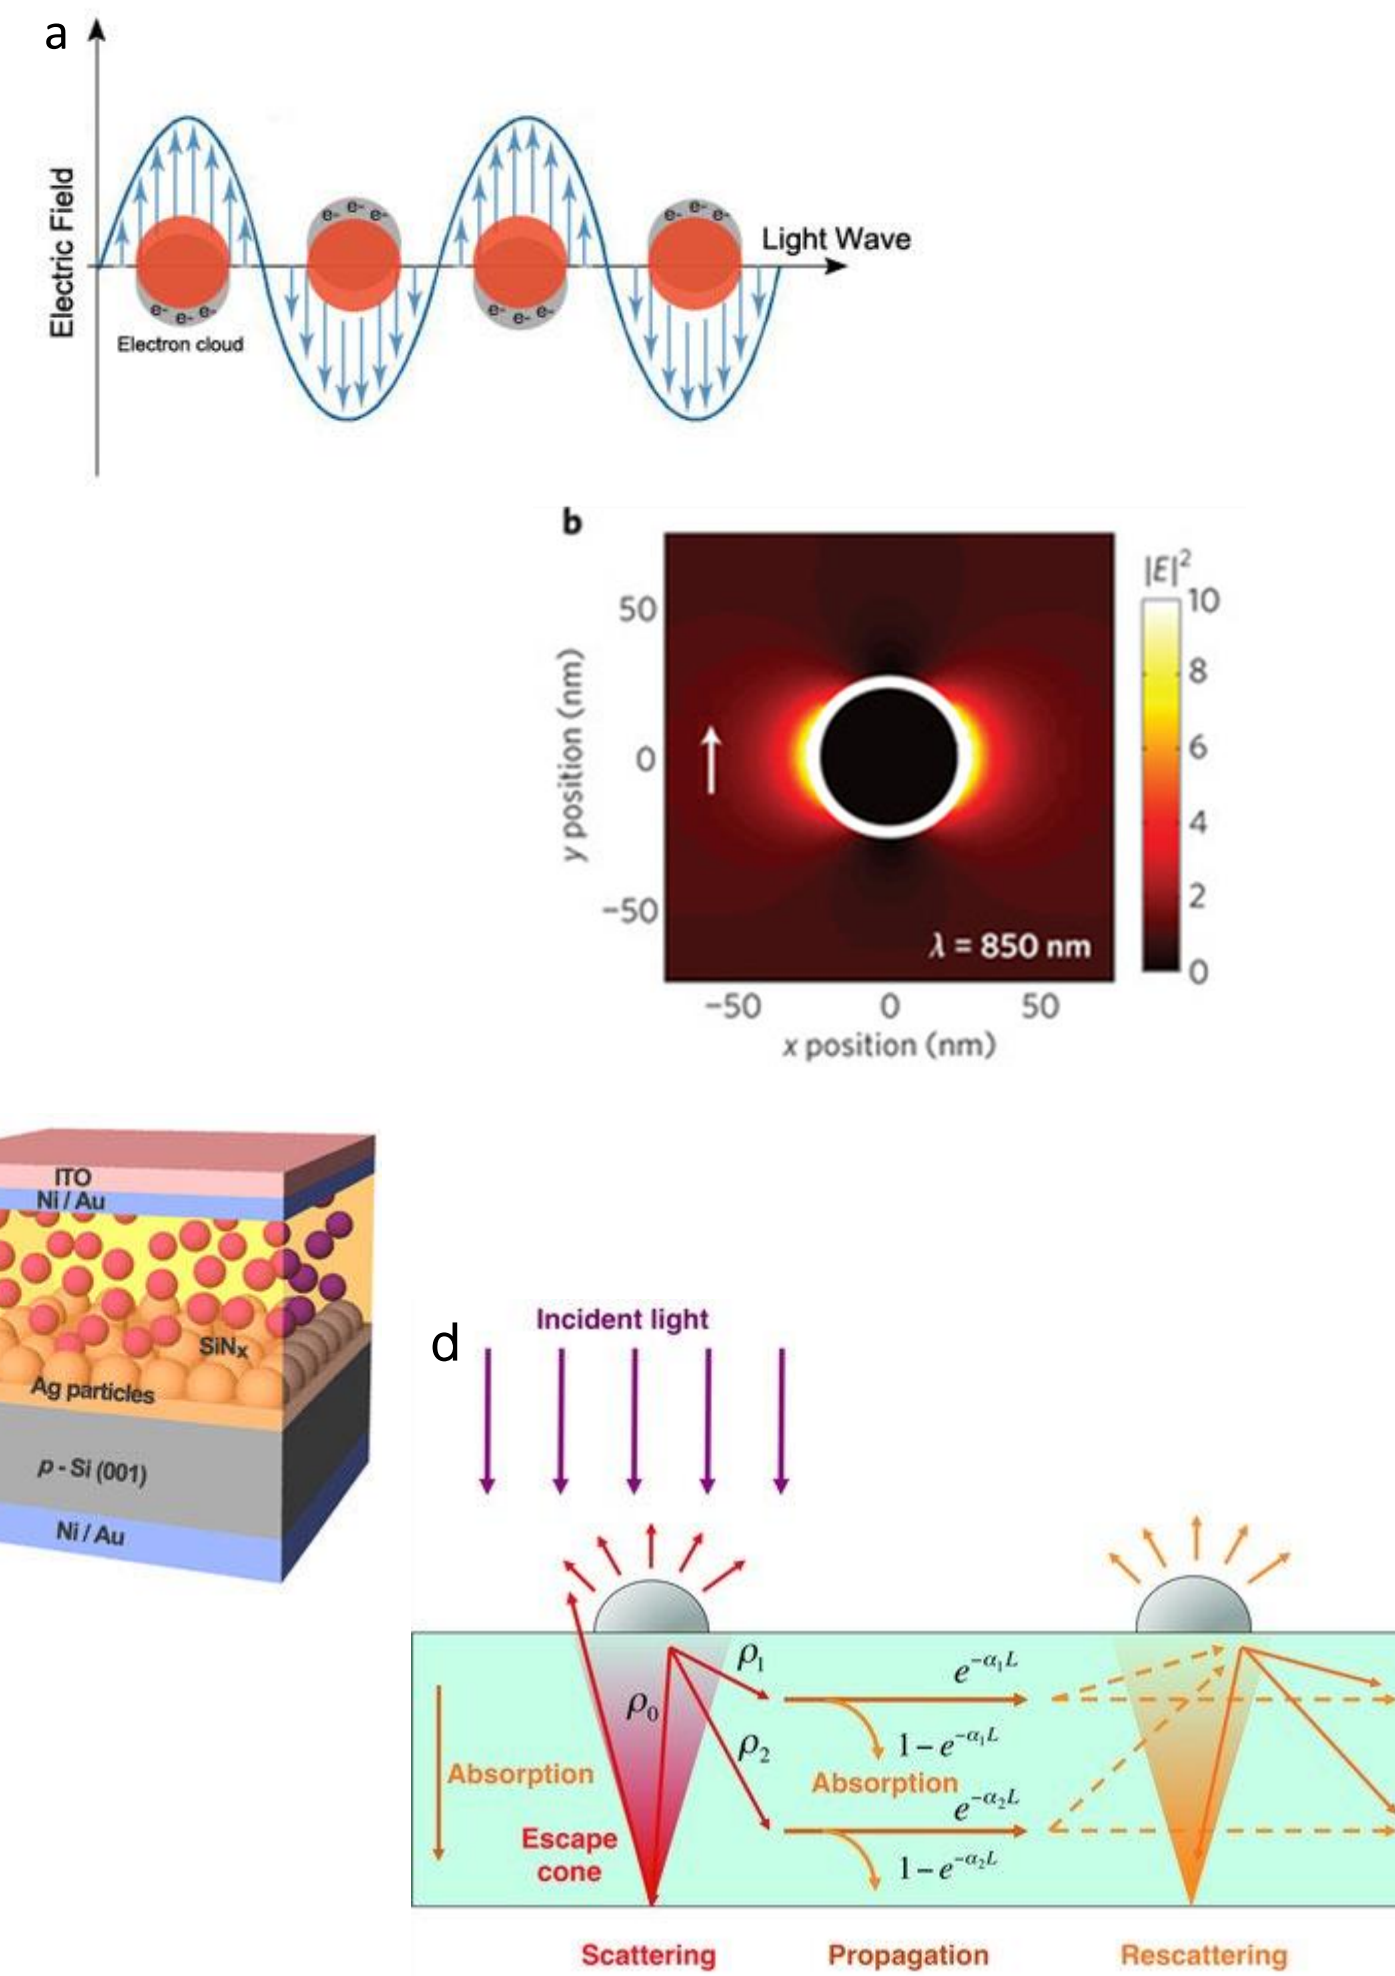 a
Electric Field
e- e- e-
Electron cloud
e- e- e-
e- e- e-
e- e- e-
Light Wave
b
|E|²
10
8
6
4
2
0
y position (nm)
50
0
−50
λ = 850 nm
−50 0 50
x position (nm)
ITO
Ni / Au
SiNx
Ag particles
p - Si (001)
Ni / Au
d
Incident light
ρ₁
ρ₀
ρ₂
e^{−α₁L}
1 − e^{−α₁L}
Absorption
Absorption
e^{−α₂L}
1 − e^{−α₂L}
Escape
cone
Scattering
Propagation
Rescattering